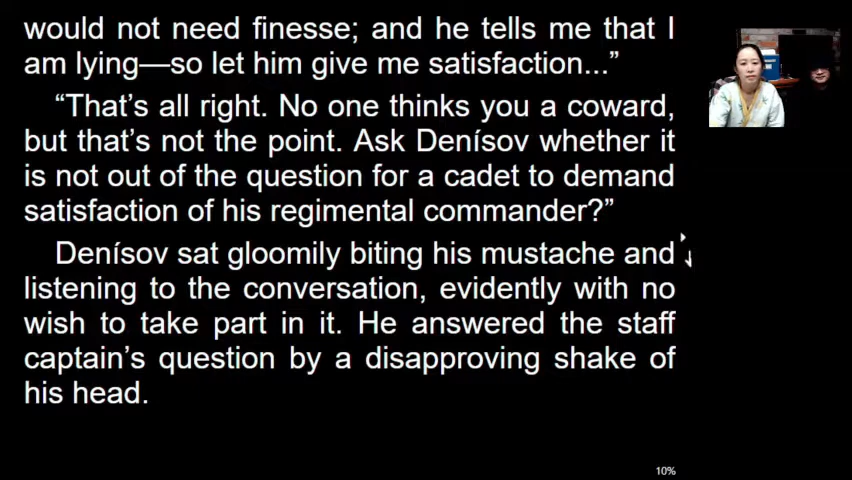 would not need finesse; and he tells me that I
am lying—so let him give me satisfaction...”
“That’s all right. No one thinks you a coward,
but that’s not the point. Ask Denísov whether it
is not out of the question for a cadet to demand
satisfaction of his regimental commander?”
Denísov sat gloomily biting his mustache and
listening to the conversation, evidently with no
wish to take part in it. He answered the staff
captain’s question by a disapproving shake of
his head.
10%